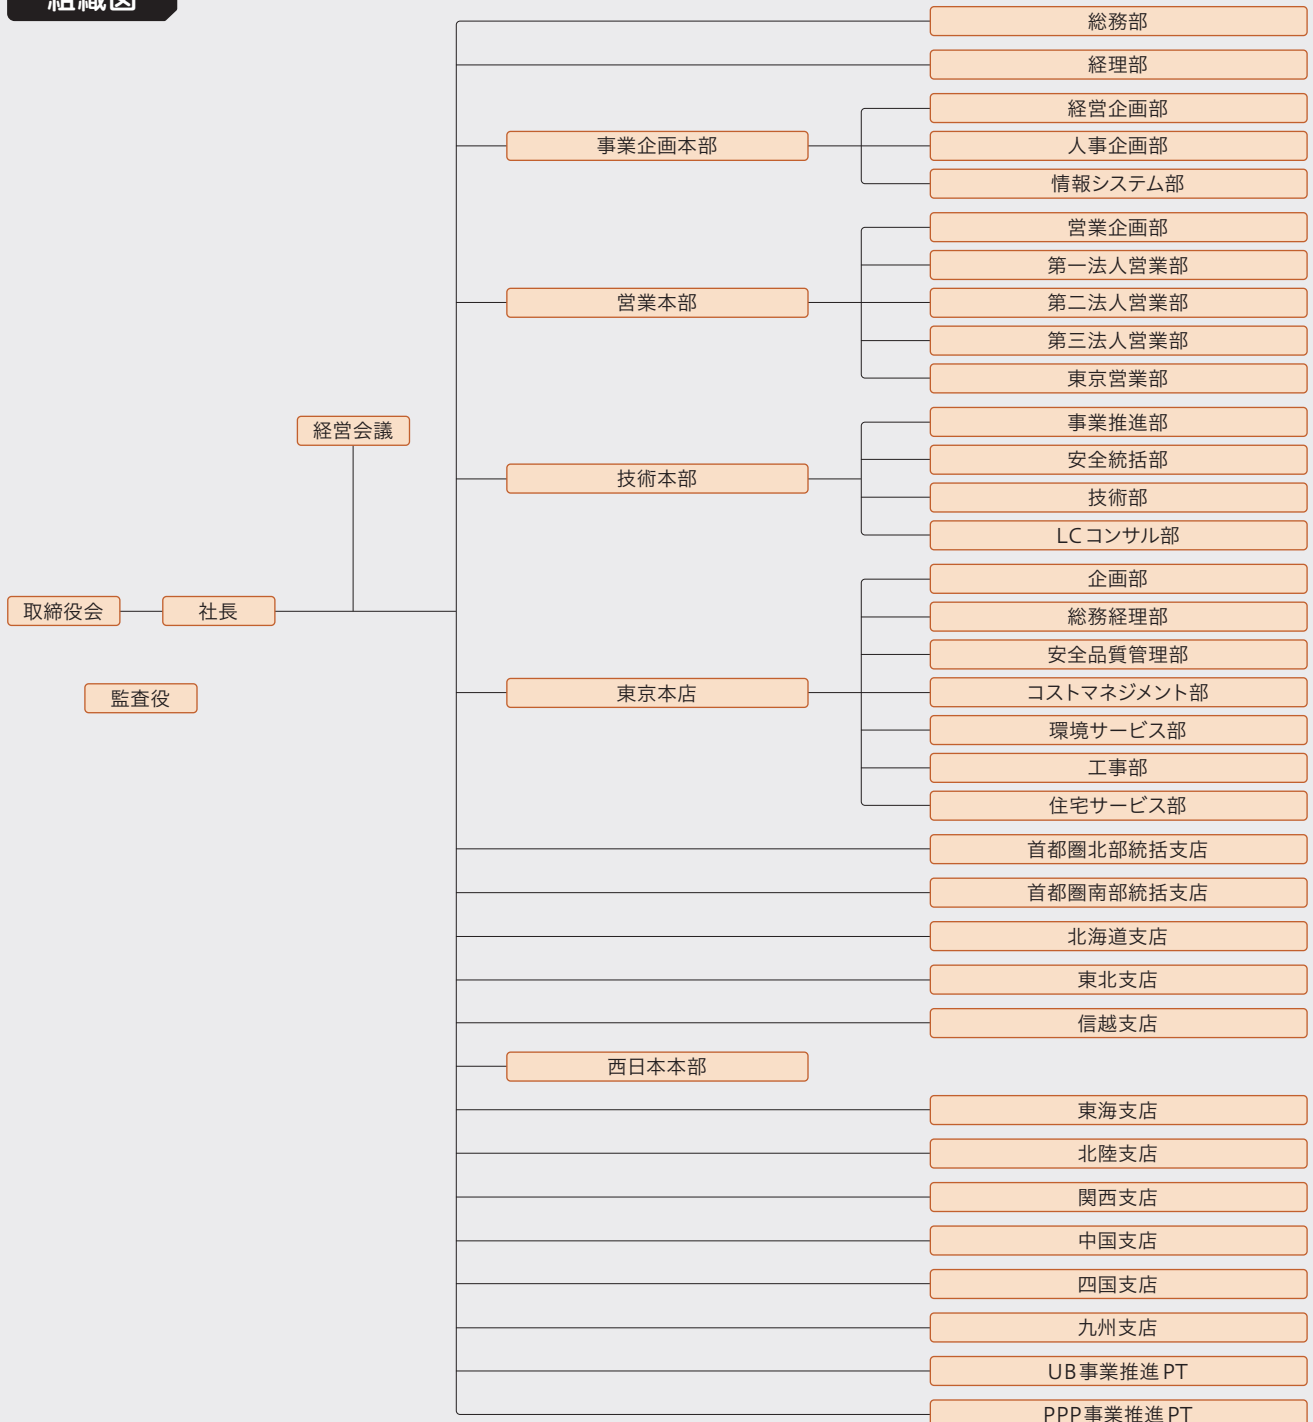 組織図
総務部
経理部
事業企画本部
経営企画部
人事企画部
情報システム部
営業本部
営業企画部
第一法人営業部
第二法人営業部
第三法人営業部
東京営業部
経営会議
技術本部
事業推進部
安全統括部
技術部
LCコンサル部
取締役会
社長
監査役
東京本店
企画部
総務経理部
安全品質管理部
コストマネジメント部
環境サービス部
工事部
住宅サービス部
首都圏北部統括支店
首都圏南部統括支店
北海道支店
東北支店
信越支店
西日本本部
東海支店
北陸支店
関西支店
中国支店
四国支店
九州支店
UB事業推進PT
PPP事業推進PT